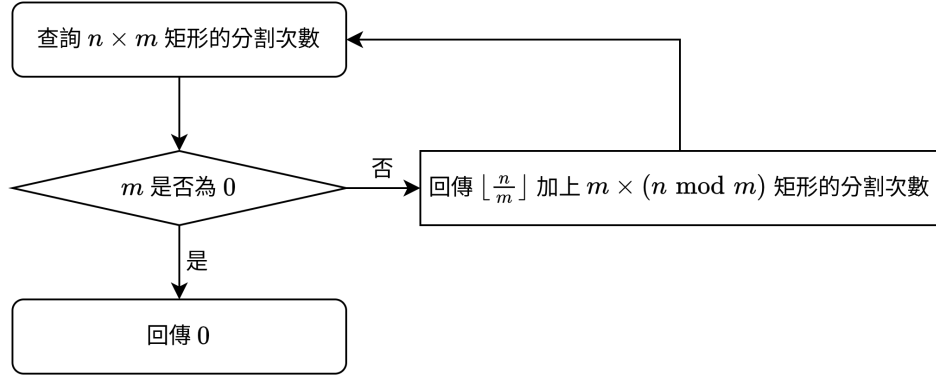 查詢 n × m 矩形的分割次數
m 是否為 0
否
回傳 ⌊n/m⌋ 加上 m × (n mod m) 矩形的分割次數
是
回傳 0